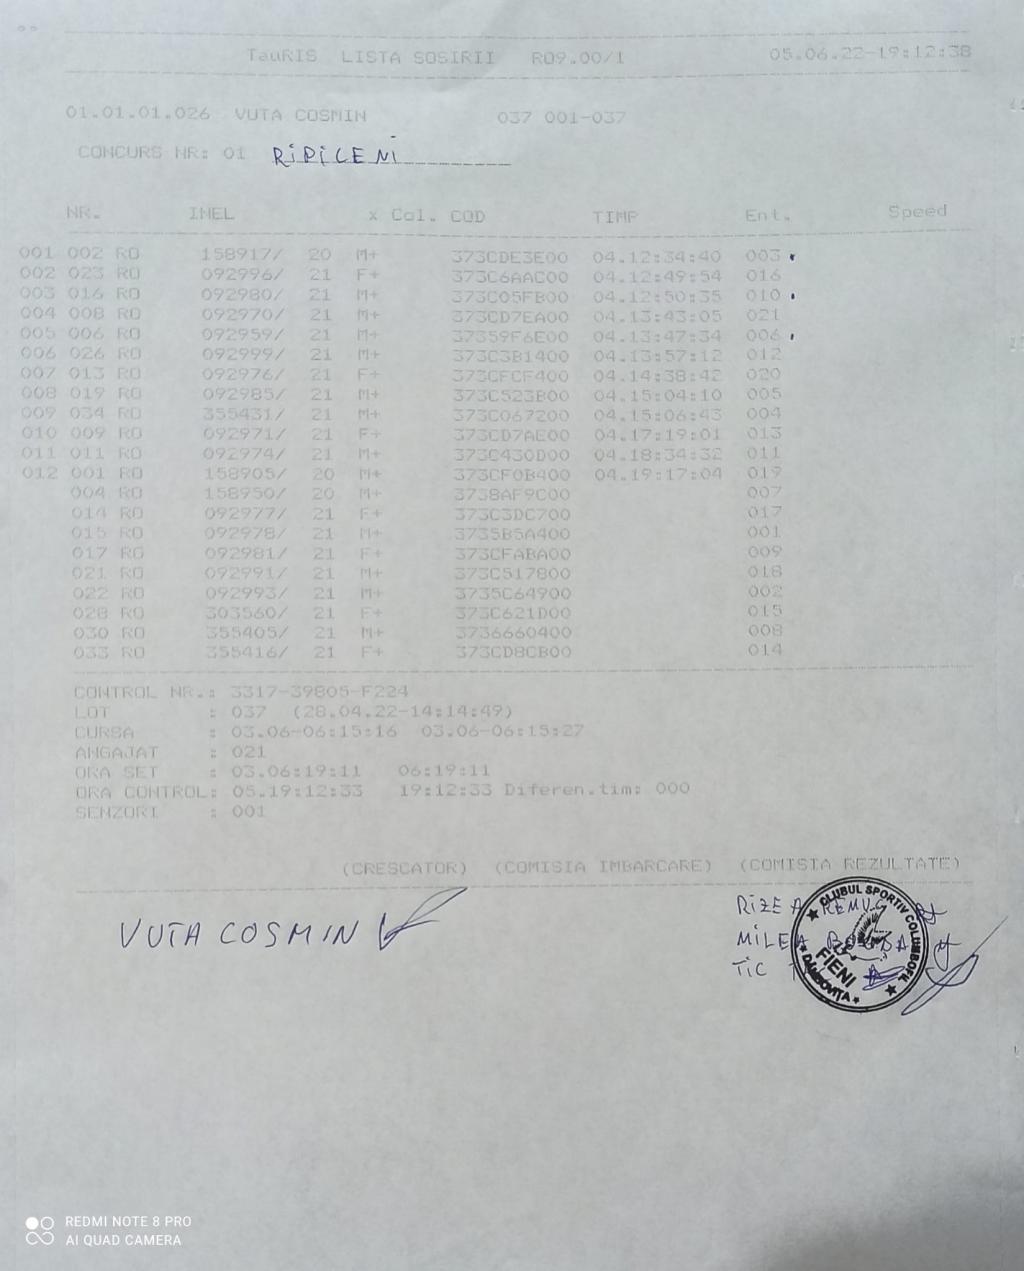 TauRIS LISTA SOSIRII R09.00/1 05.06.22-19:12:38
01.01.01.026 VUTA COSMIN 037 001-037
CONCURS NR: 01 RIPICENI
NR. INEL x Col. COD TIMP Ent. Speed
001 002 RO 158917/ 20 M+ 373CDE3E00 04.12:34:40 003
002 023 RO 092996/ 21 F+ 373C6AAC00 04.12:49:54 016
003 016 RO 092980/ 21 M+ 373C05FB00 04.12:50:35 010
004 008 RO 092970/ 21 M+ 373CD7EA00 04.13:43:05 021
005 006 RO 092959/ 21 M+ 37359F6E00 04.13:47:34 006
006 026 RO 092999/ 21 M+ 373C3B1400 04.13:57:12 012
007 013 RO 092976/ 21 F+ 373CFCF400 04.14:38:42 020
008 019 RO 092985/ 21 M+ 373C523B00 04.15:04:10 005
009 034 RO 355431/ 21 M+ 373C067200 04.15:06:43 004
010 009 RO 092971/ 21 F+ 373CD7AE00 04.17:19:01 013
011 011 RO 092974/ 21 M+ 373C430D00 04.18:34:32 011
012 001 RO 158905/ 20 M+ 373CF0B400 04.19:17:04 019
004 RO 158950/ 20 M+ 3738AF9C00 007
014 RO 092977/ 21 F+ 373C3DC700 017
015 RO 092978/ 21 M+ 3735B5A400 001
017 RO 092981/ 21 F+ 373CFABA00 009
021 RO 092991/ 21 M+ 373C517800 018
022 RO 092993/ 21 M+ 3735C64900 002
028 RO 303560/ 21 F+ 373C621D00 015
030 RO 355405/ 21 M+ 3736660400 008
033 RO 355416/ 21 F+ 373CD8CB00 014
CONTROL NR.: 3317-39805-F224
LOT : 037 (28.04.22-14:14:49)
CURSA : 03.06-06:15:16 03.06-06:15:27
ANGAJAT : 021
ORA SET : 03.06:19:11 06:19:11
ORA CONTROL: 05.19:12:33 19:12:33 Diferen.tim: 000
SENZORI : 001
(CRESCATOR) (COMISIA IMBARCARE) (COMISIA REZULTATE)
VUTA COSMIN
RIZEA REMUS
MILEA
TIC
CLUBUL SPORTIV COLUMBOFIL
FIENI
DÂMBOVIȚA
REDMI NOTE 8 PRO
AI QUAD CAMERA